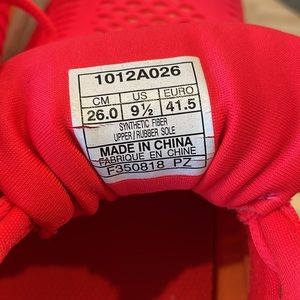 1012A026
CM US EURO
26.0 9½ 41.5
SYNTHETIC FIBER
UPPER/RUBBER SOLE
MADE IN CHINA
FABRIQUE EN CHINE
F350818 PZ